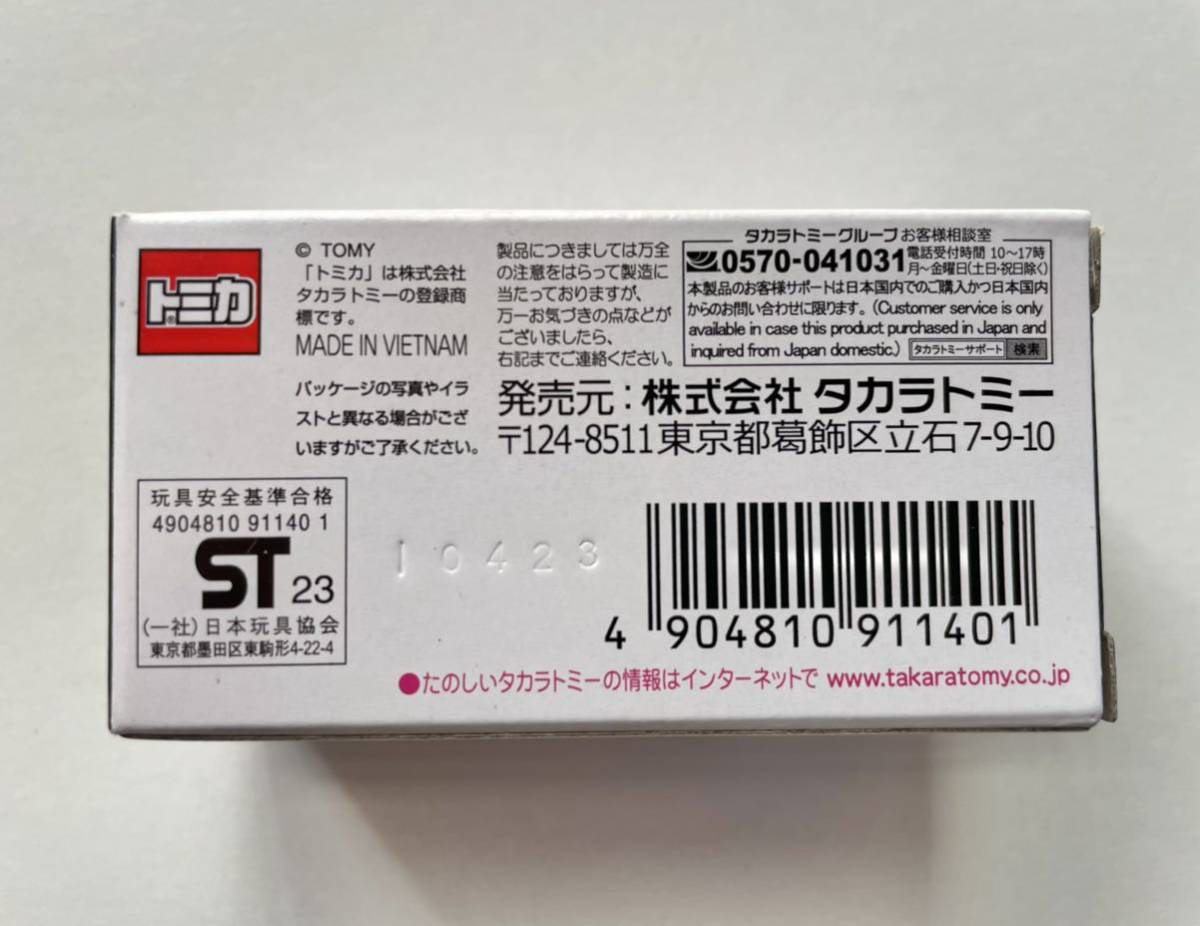 トミカ®
© TOMY
「トミカ」は株式会社
タカラトミーの登録商
標です。
MADE IN VIETNAM
パッケージの写真やイラ
ストと異なる場合がござ
いますがご了承ください。
製品につきましては万全
の注意をはらって製造に
当たっておりますが、
万一お気づきの点などが
ございましたら、
右記までご連絡ください。
タカラトミーグループお客様相談室
0570-041031 電話受付時間 10〜17時
月〜金曜日(土日・祝日除く)
本製品のお客様サポートは日本国内でのご購入かつ日本国内
からのお問い合わせに限ります。(Customer service is only
available in case this product purchased in Japan and
inquired from Japan domestic.) タカラトミーサポート 検索
発売元：株式会社 タカラトミー
〒124-8511 東京都葛飾区立石7-9-10
玩具安全基準合格
4904810 91140 1
ST 23
(一社)日本玩具協会
東京都墨田区東駒形4-22-4
10423
4 904810 911401
●たのしいタカラトミーの情報はインターネットで www.takaratomy.co.jp